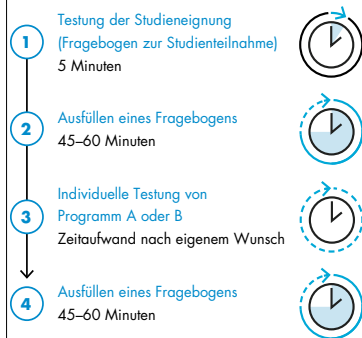 1
Testung der Studieneignung
(Fragebogen zur Studienteilnahme)
5 Minuten
2
Ausfüllen eines Fragebogens
45–60 Minuten
3
Individuelle Testung von
Programm A oder B
Zeitaufwand nach eigenem Wunsch
4
Ausfüllen eines Fragebogens
45–60 Minuten